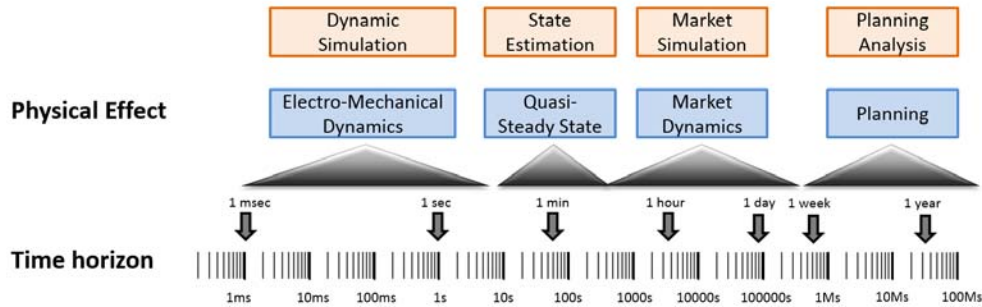 Dynamic
Simulation
State
Estimation
Market
Simulation
Planning
Analysis
Physical Effect
Electro-Mechanical
Dynamics
Quasi-
Steady State
Market
Dynamics
Planning
1 msec
1 sec
1 min
1 hour
1 day
1 week
1 year
Time horizon
1ms
10ms
100ms
1s
10s
100s
1000s
10000s
100000s
1Ms
10Ms
100Ms